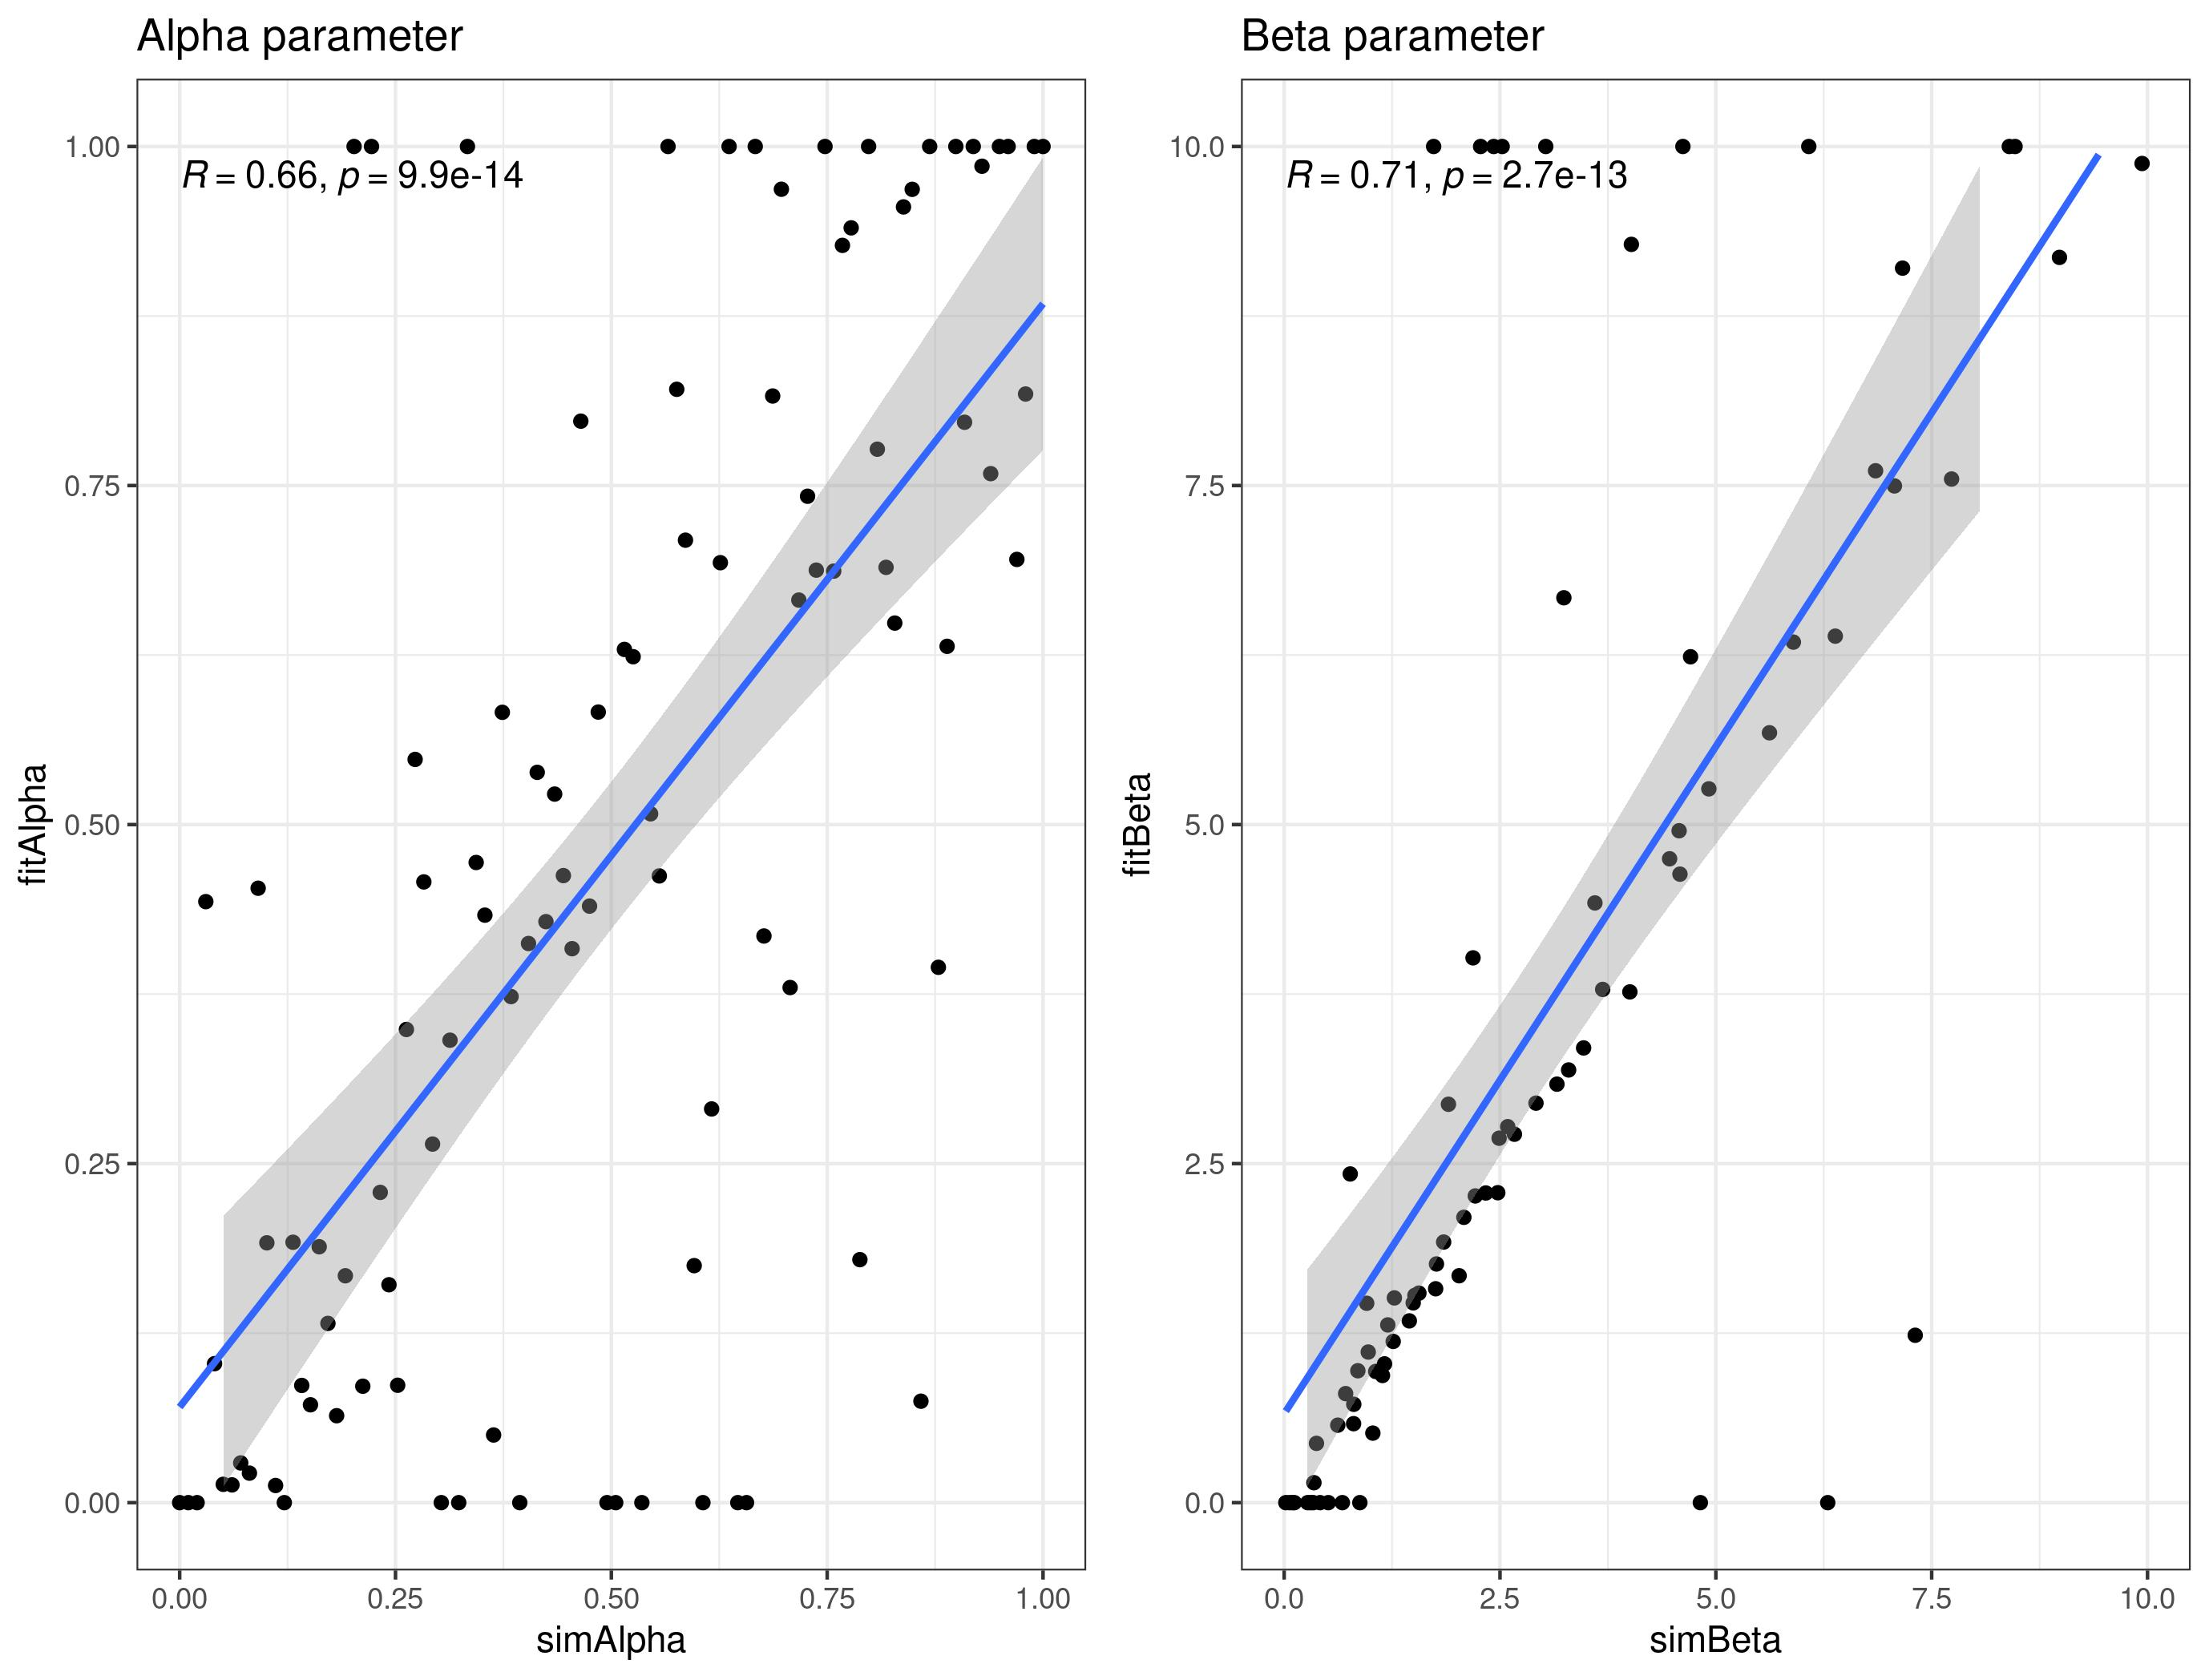 Alpha parameter
R = 0.66, p = 9.9e-14
1.00
0.75
0.50
0.25
0.00
fitAlpha
0.00 0.25 0.50 0.75 1.00
simAlpha
Beta parameter
R = 0.71, p = 2.7e-13
10.0
7.5
5.0
2.5
0.0
fitBeta
0.0 2.5 5.0 7.5 10.0
simBeta